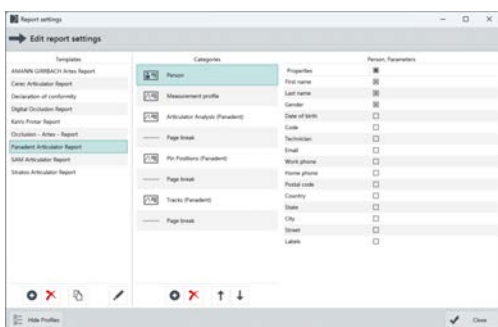 Report settings
Edit report settings
Templates
AMANN GIRRBACH Artex Report
Cerec Articulator Report
Declaration of conformity
Digital Occlusion Report
KaVo Protar Report
Occlusion - Artex - Report
Panadent Articulator Report
SAM Articulator Report
Stratos Articulator Report
Categories
Person
Measurement profile
Articulator Analysis (Panadent)
Page break
Pin Positions (Panadent)
Page break
Tracks (Panadent)
Page break
Person, Parameters
Properties
First name
Last name
Gender
Date of birth
Code
Technician
Email
Work phone
Home phone
Postal code
Country
State
City
Street
Labels
Hide Profiles
Close